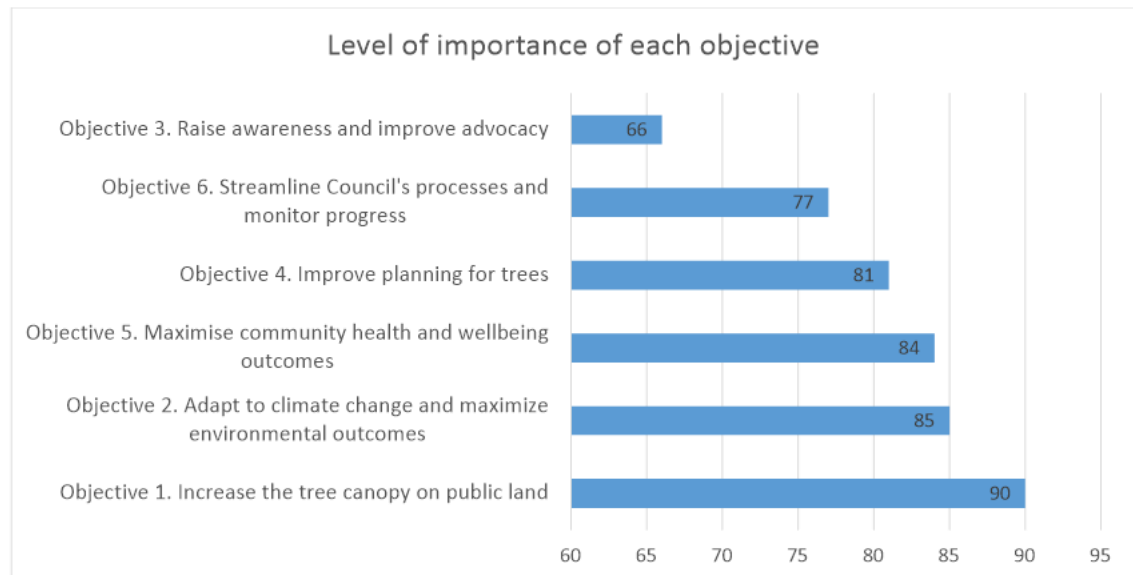 Level of importance of each objective
Objective 3. Raise awareness and improve advocacy
66
Objective 6. Streamline Council's processes and
monitor progress
77
Objective 4. Improve planning for trees
81
Objective 5. Maximise community health and wellbeing
outcomes
84
Objective 2. Adapt to climate change and maximize
environmental outcomes
85
Objective 1. Increase the tree canopy on public land
90
60 65 70 75 80 85 90 95